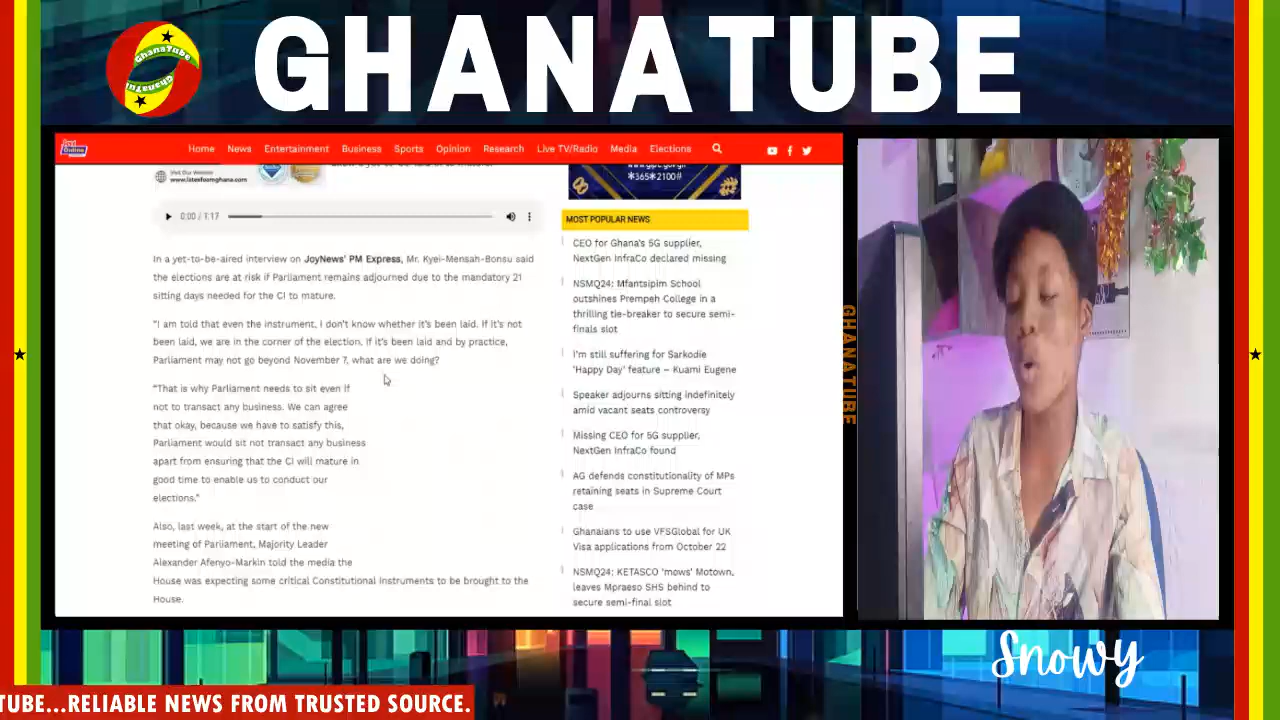 GHANATUBE
GhanaTube
GhanaTube
Home News Entertainment Business Sports Opinion Research Live TV/Radio Media Elections
Visit Our Website
www.latexfoamghana.com
*365*2100#
0:00 / 1:17
In a yet-to-be-aired interview on JoyNews' PM Express, Mr. Kyei-Mensah-Bonsu said
the elections are at risk if Parliament remains adjourned due to the mandatory 21
sitting days needed for the CI to mature.
"I am told that even the instrument, I don't know whether it's been laid. If it's not
been laid, we are in the corner of the election. If it's been laid and by practice,
Parliament may not go beyond November 7, what are we doing?
"That is why Parliament needs to sit even if
not to transact any business. We can agree
that okay, because we have to satisfy this,
Parliament would sit not transact any business
apart from ensuring that the CI will mature in
good time to enable us to conduct our
elections."
Also, last week, at the start of the new
meeting of Parliament, Majority Leader
Alexander Afenyo-Markin told the media the
House was expecting some critical Constitutional Instruments to be brought to the
House.
MOST POPULAR NEWS
CEO for Ghana's 5G supplier,
NextGen InfraCo declared missing
NSMQ24: Mfantsipim School
outshines Prempeh College in a
thrilling tie-breaker to secure semi-
finals slot
I'm still suffering for Sarkodie
'Happy Day' feature – Kuami Eugene
Speaker adjourns sitting indefinitely
amid vacant seats controversy
Missing CEO for 5G supplier,
NextGen InfraCo found
AG defends constitutionality of MPs
retaining seats in Supreme Court
case
Ghanaians to use VFSGlobal for UK
Visa applications from October 22
NSMQ24: KETASCO 'mows' Motown,
leaves Mpraeso SHS behind to
secure semi-final slot
GHANATUBE
Snowy
TUBE...RELIABLE NEWS FROM TRUSTED SOURCE.